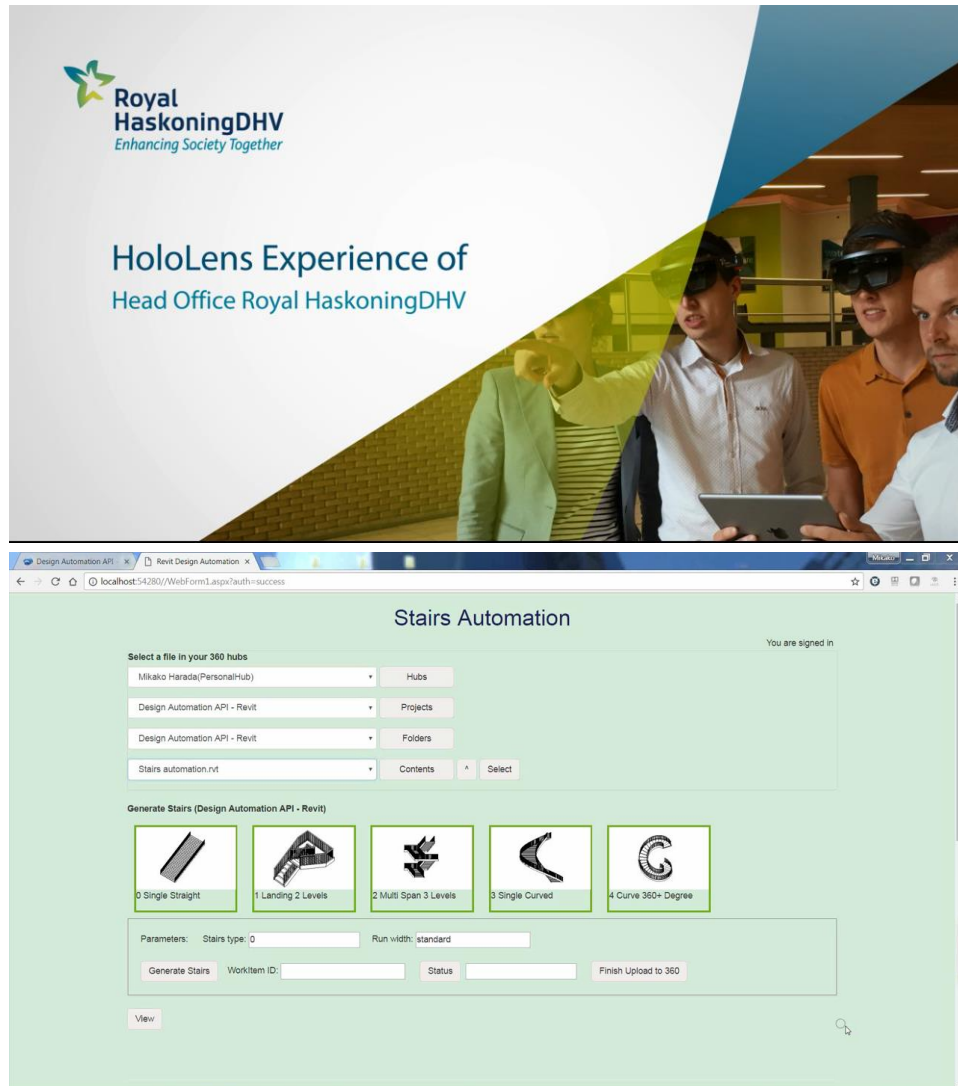 Royal
HaskoningDHV
Enhancing Society Together
HoloLens Experience of
Head Office Royal HaskoningDHV
Design Automation API - × Revit Design Automation × Mikako
localhost:54280//WebForm1.aspx?auth=success
Stairs Automation
You are signed in
Select a file in your 360 hubs
Mikako Harada(PersonalHub) Hubs
Design Automation API - Revit Projects
Design Automation API - Revit Folders
Stairs automation.rvt Contents ^ Select
Generate Stairs (Design Automation API - Revit)
0 Single Straight 1 Landing 2 Levels 2 Multi Span 3 Levels 3 Single Curved 4 Curve 360+ Degree
Parameters: Stairs type: 0 Run width: standard
Generate Stairs WorkItem ID: Status Finish Upload to 360
View